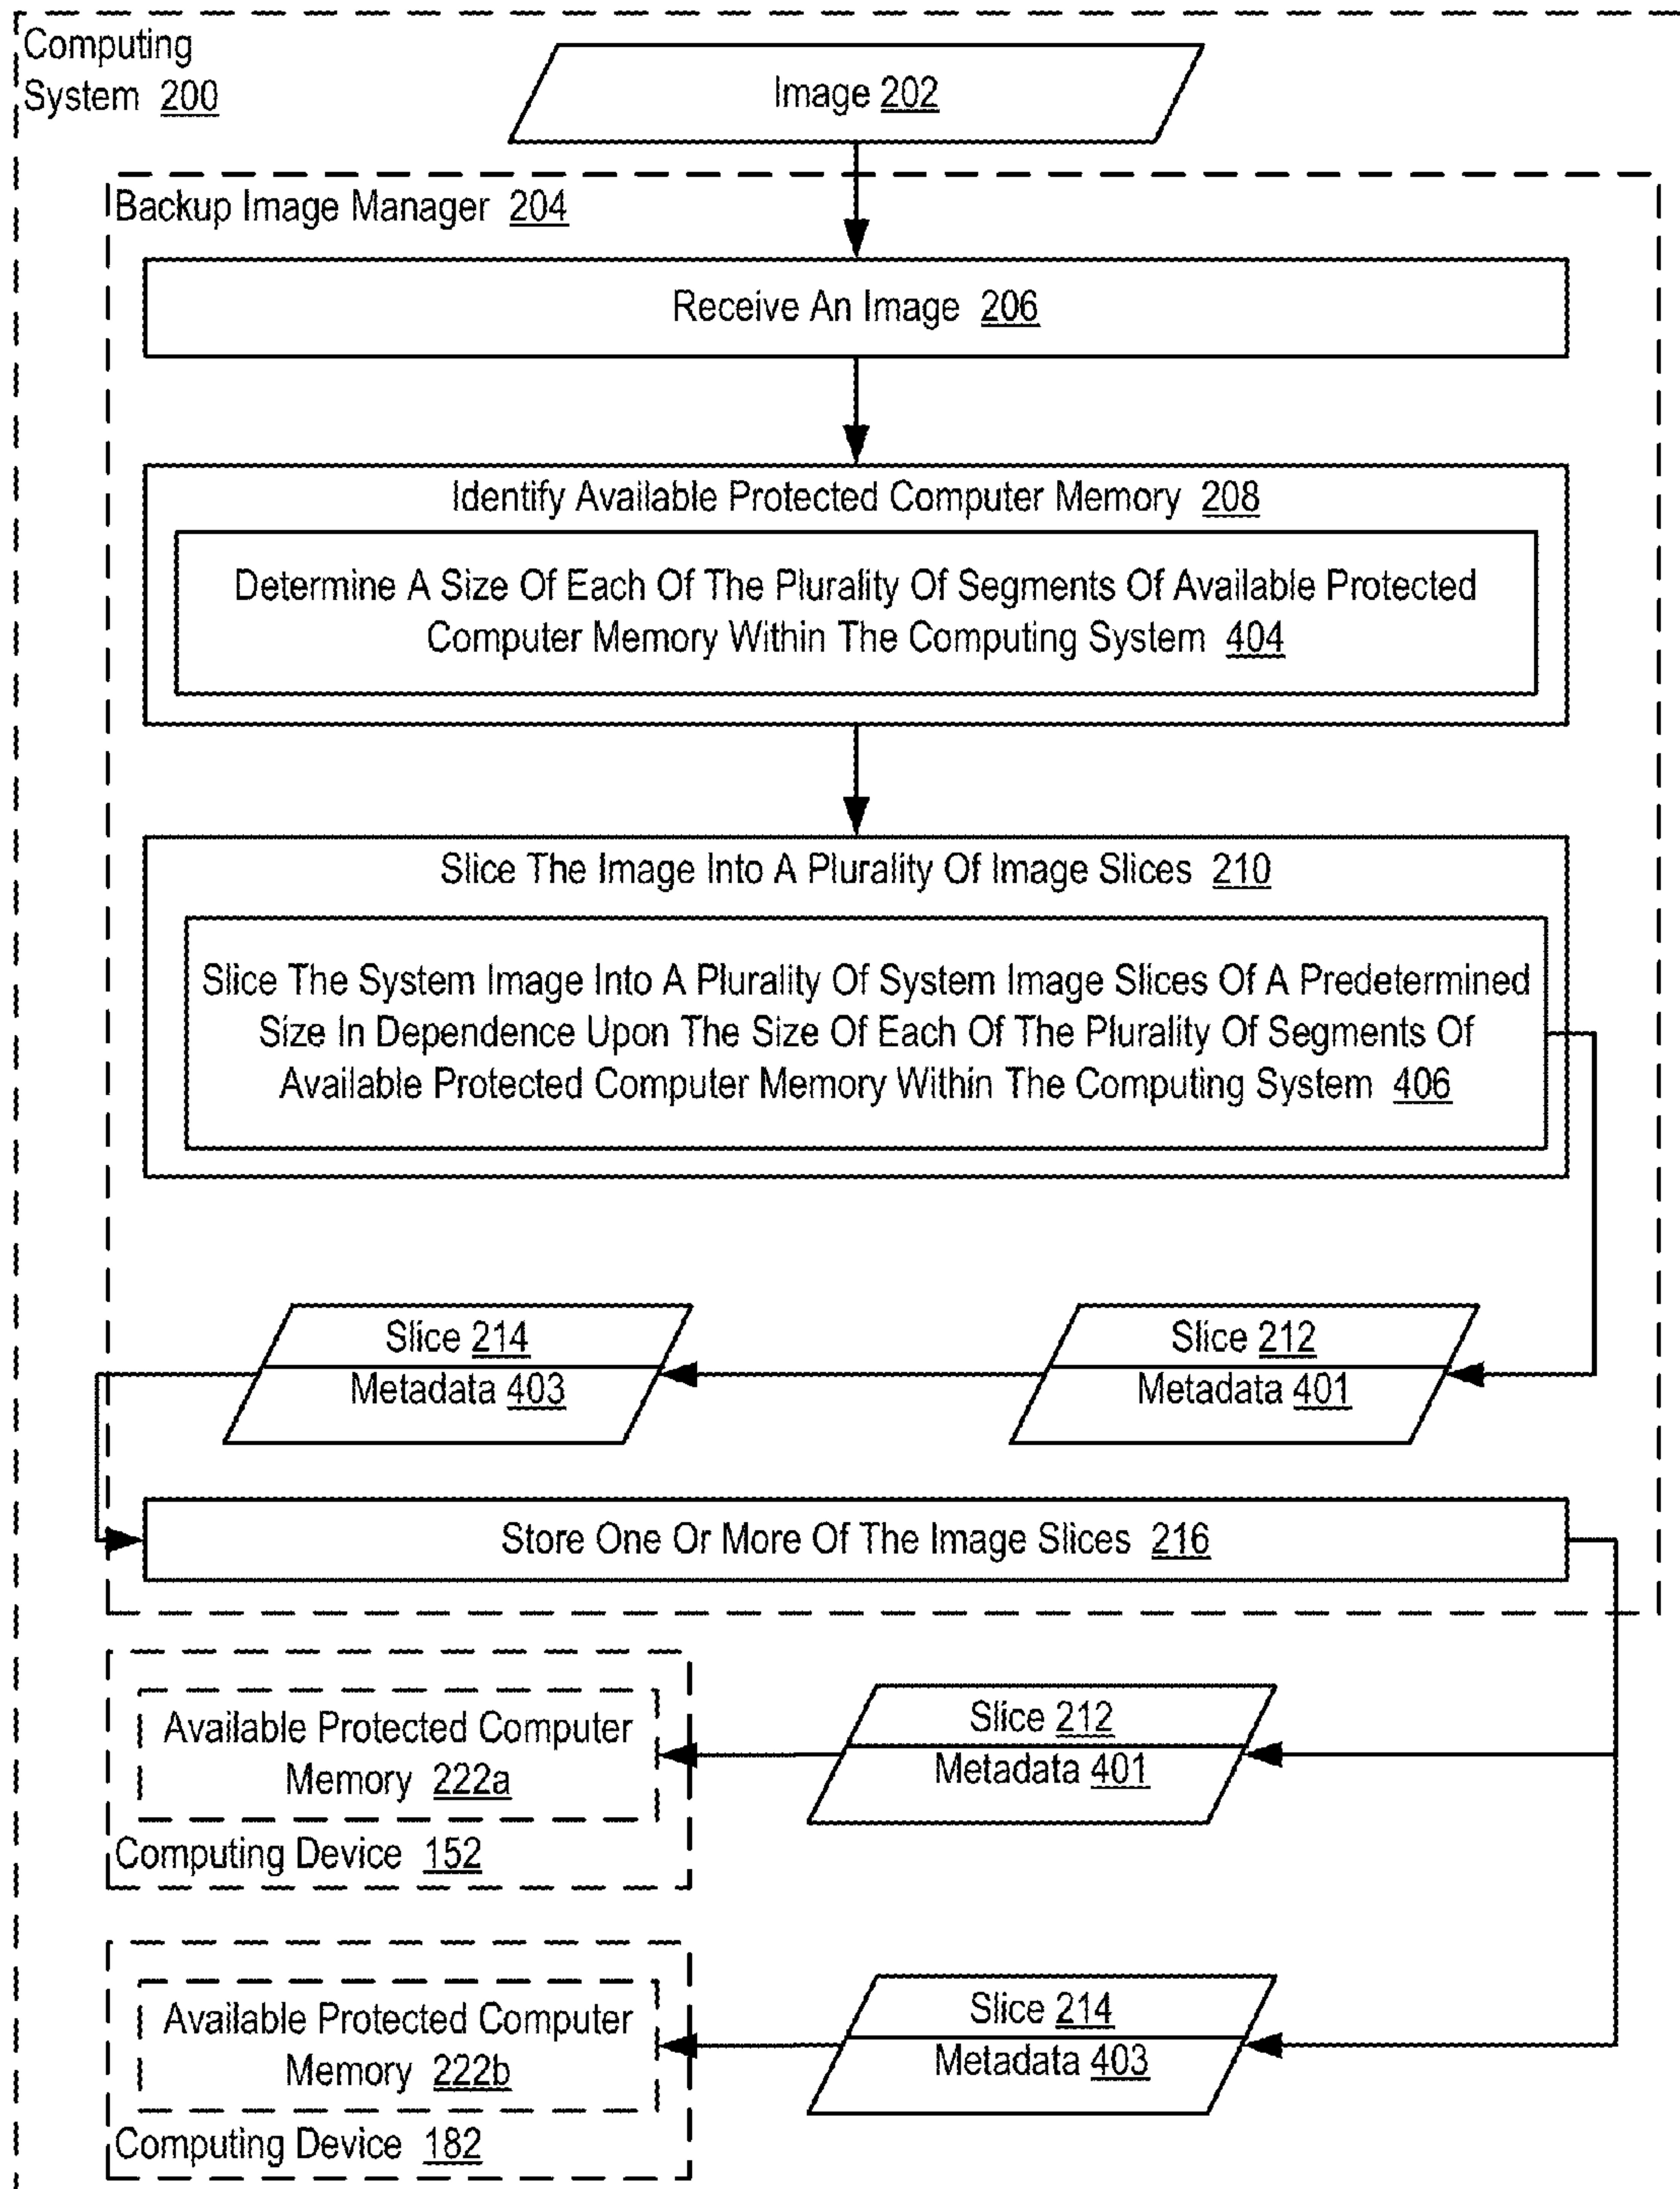 Computing
System 200
Image 202
Backup Image Manager 204
Receive An Image 206
Identify Available Protected Computer Memory 208
Determine A Size Of Each Of The Plurality Of Segments Of Available Protected
Computer Memory Within The Computing System 404
Slice The Image Into A Plurality Of Image Slices 210
Slice The System Image Into A Plurality Of System Image Slices Of A Predetermined
Size In Dependence Upon The Size Of Each Of The Plurality Of Segments Of
Available Protected Computer Memory Within The Computing System 406
Slice 214
Metadata 403
Slice 212
Metadata 401
Store One Or More Of The Image Slices 216
Available Protected Computer
Memory 222a
Computing Device 152
Slice 212
Metadata 401
Available Protected Computer
Memory 222b
Computing Device 182
Slice 214
Metadata 403